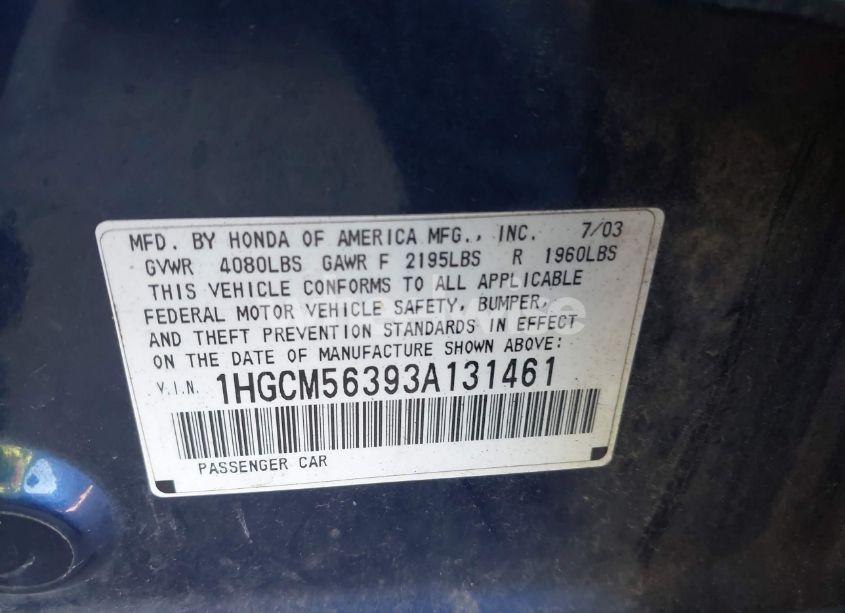 MFD. BY HONDA OF AMERICA MFG., INC. 7/03
GVWR 4080LBS GAWR F 2195LBS R 1960LBS
THIS VEHICLE CONFORMS TO ALL APPLICABLE
FEDERAL MOTOR VEHICLE SAFETY, BUMPER,
AND THEFT PREVENTION STANDARDS IN EFFECT
ON THE DATE OF MANUFACTURE SHOWN ABOVE:
V.I.N. 1HGCM56393A131461
PASSENGER CAR